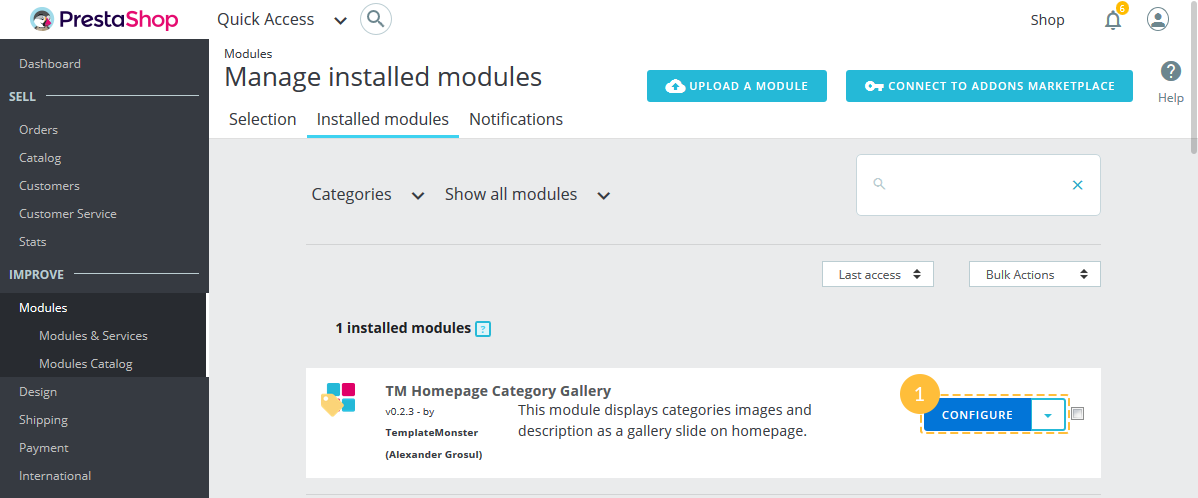 PrestaShop
Quick Access
Shop
6
Dashboard
SELL
Orders
Catalog
Customers
Customer Service
Stats
IMPROVE
Modules
Modules & Services
Modules Catalog
Design
Shipping
Payment
International
Modules
Manage installed modules
UPLOAD A MODULE
CONNECT TO ADDONS MARKETPLACE
?
Help
Selection
Installed modules
Notifications
Categories
Show all modules
Last access
Bulk Actions
1 installed modules ?
TM Homepage Category Gallery
v0.2.3 - by
TemplateMonster
(Alexander Grosul)
This module displays categories images and
description as a gallery slide on homepage.
1
CONFIGURE